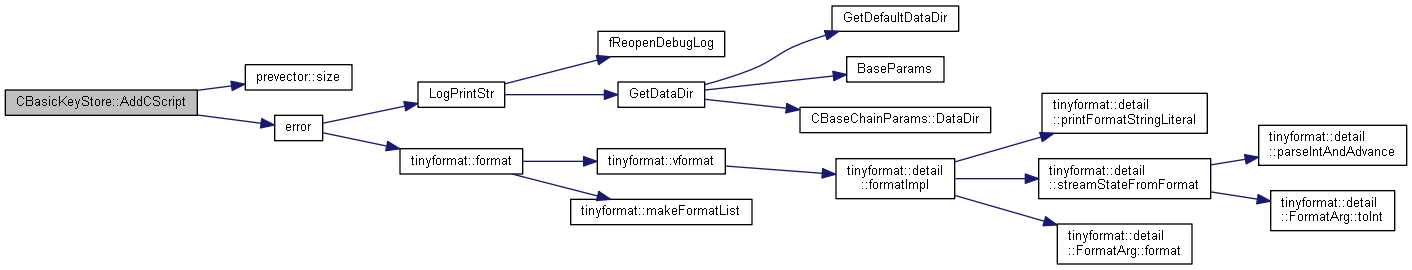 CBasicKeyStore::AddCScript
prevector::size
error
LogPrintStr
tinyformat::format
fReopenDebugLog
GetDataDir
tinyformat::vformat
tinyformat::makeFormatList
GetDefaultDataDir
BaseParams
CBaseChainParams::DataDir
tinyformat::detail
::formatImpl
tinyformat::detail
::printFormatStringLiteral
tinyformat::detail
::streamStateFromFormat
tinyformat::detail
::FormatArg::format
tinyformat::detail
::parseIntAndAdvance
tinyformat::detail
::FormatArg::toInt